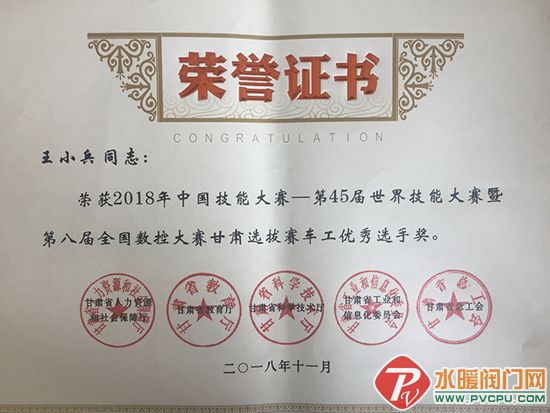 荣誉证书
CONGRATULATION
王小兵同志:
荣获2018年中国技能大赛—第45届世界技能大赛暨
第八届全国数控大赛甘肃选拔赛车工优秀选手奖。
甘肃省人力资源
和社会保障厅
甘肃省教育厅
甘肃省科学技术厅
甘肃省工业和
信息化委员会
甘肃省总工会
二〇一八年十一月
水暖阀门网
WWW.PVCPU.COM